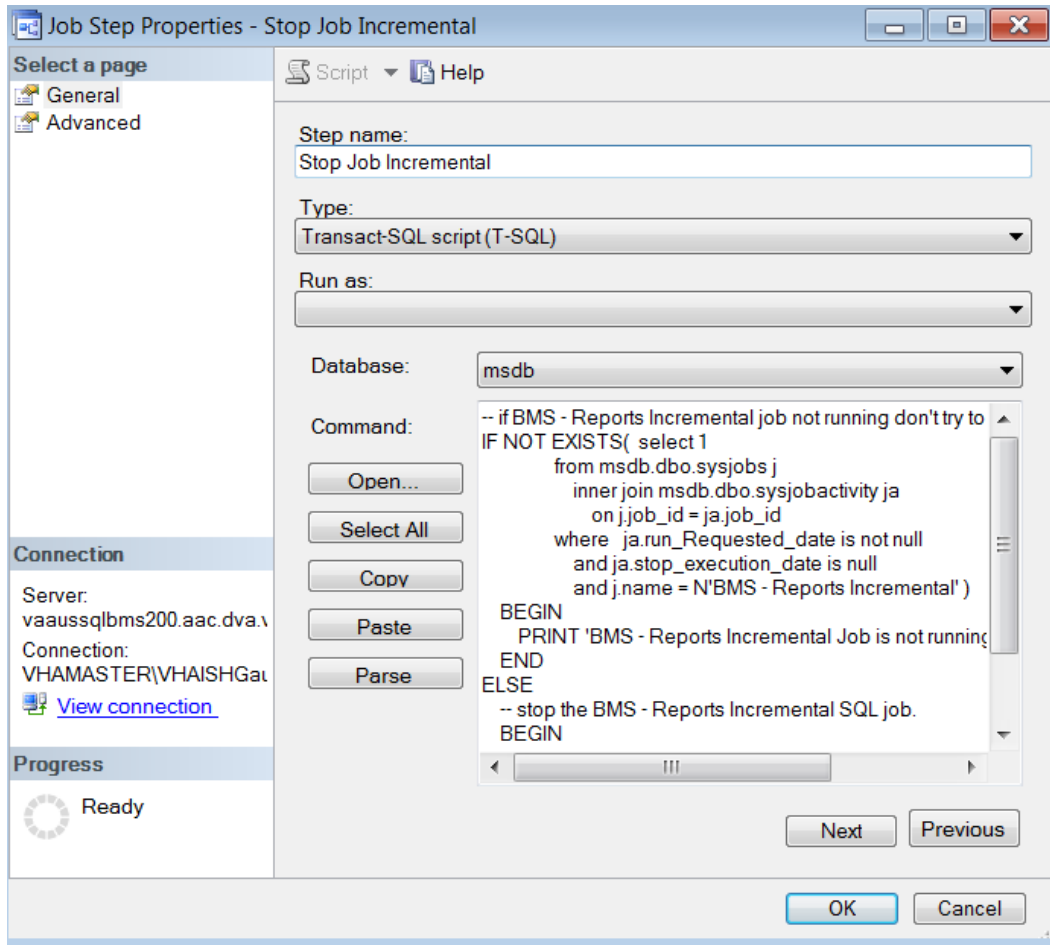 Job Step Properties - Stop Job Incremental
Select a page
General
Advanced
Script
Help
Step name:
Stop Job Incremental
Type:
Transact-SQL script (T-SQL)
Run as:
Database:
msdb
Command:
Open...
Select All
Copy
Paste
Parse
-- if BMS - Reports Incremental job not running don't try to
IF NOT EXISTS( select 1
from msdb.dbo.sysjobs j
inner join msdb.dbo.sysjobactivity ja
on j.job_id = ja.job_id
where ja.run_Requested_date is not null
and ja.stop_execution_date is null
and j.name = N'BMS - Reports Incremental' )
BEGIN
PRINT 'BMS - Reports Incremental Job is not running
END
ELSE
-- stop the BMS - Reports Incremental SQL job.
BEGIN
Connection
Server:
vaaussqlbms200.aac.dva.v
Connection:
VHAMASTER\VHAISHGau
View connection
Progress
Ready
Next
Previous
OK
Cancel